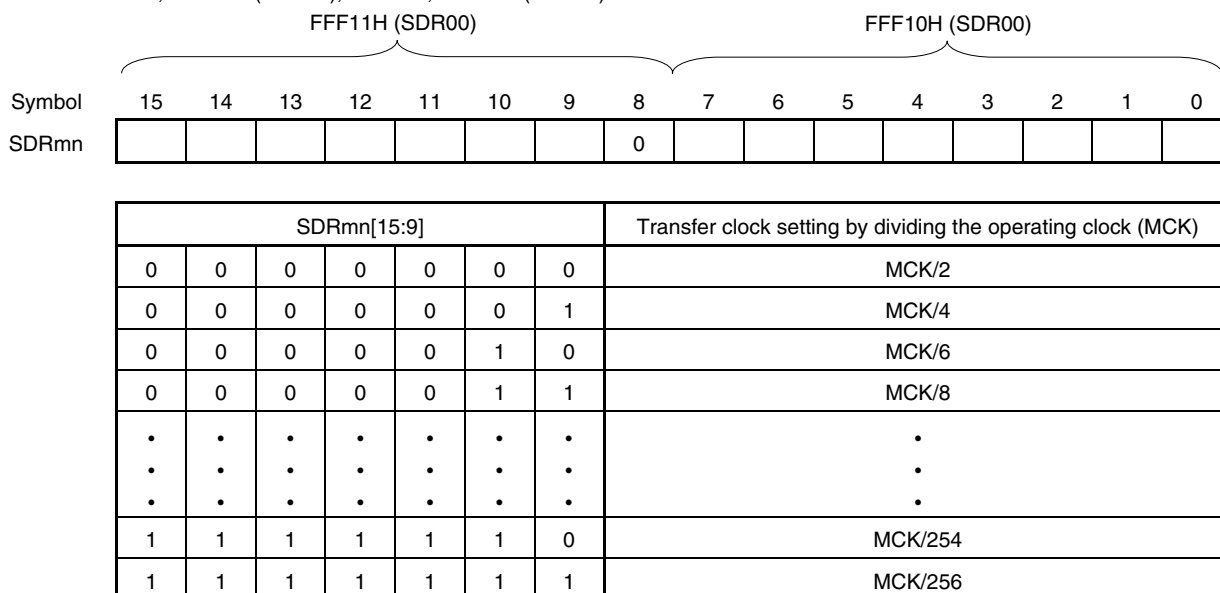 FFF11H (SDR00) FFF10H (SDR00)
Symbol 15 14 13 12 11 10 9 8 7 6 5 4 3 2 1 0
SDRmn 0
SDRmn[15:9] Transfer clock setting by dividing the operating clock (MCK)
0 0 0 0 0 0 0 MCK/2
0 0 0 0 0 0 1 MCK/4
0 0 0 0 0 1 0 MCK/6
0 0 0 0 0 1 1 MCK/8
• • • • • • • •
• • • • • • • •
• • • • • • • •
1 1 1 1 1 1 0 MCK/254
1 1 1 1 1 1 1 MCK/256